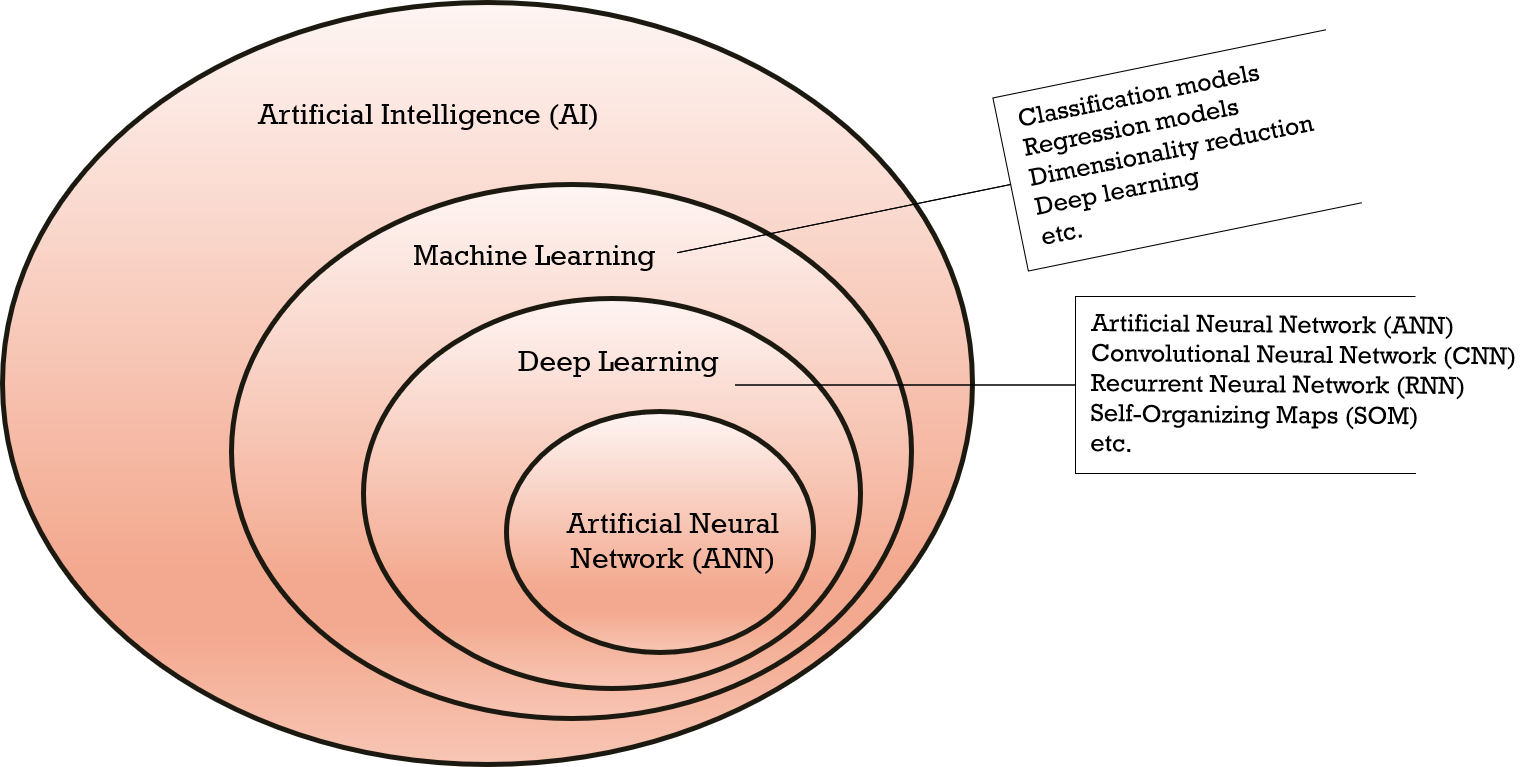 Artificial Intelligence (AI)
Machine Learning
Deep Learning
Artificial Neural
Network (ANN)
Classification models
Regression models
Dimensionality reduction
Deep learning
etc.
Artificial Neural Network (ANN)
Convolutional Neural Network (CNN)
Recurrent Neural Network (RNN)
Self-Organizing Maps (SOM)
etc.